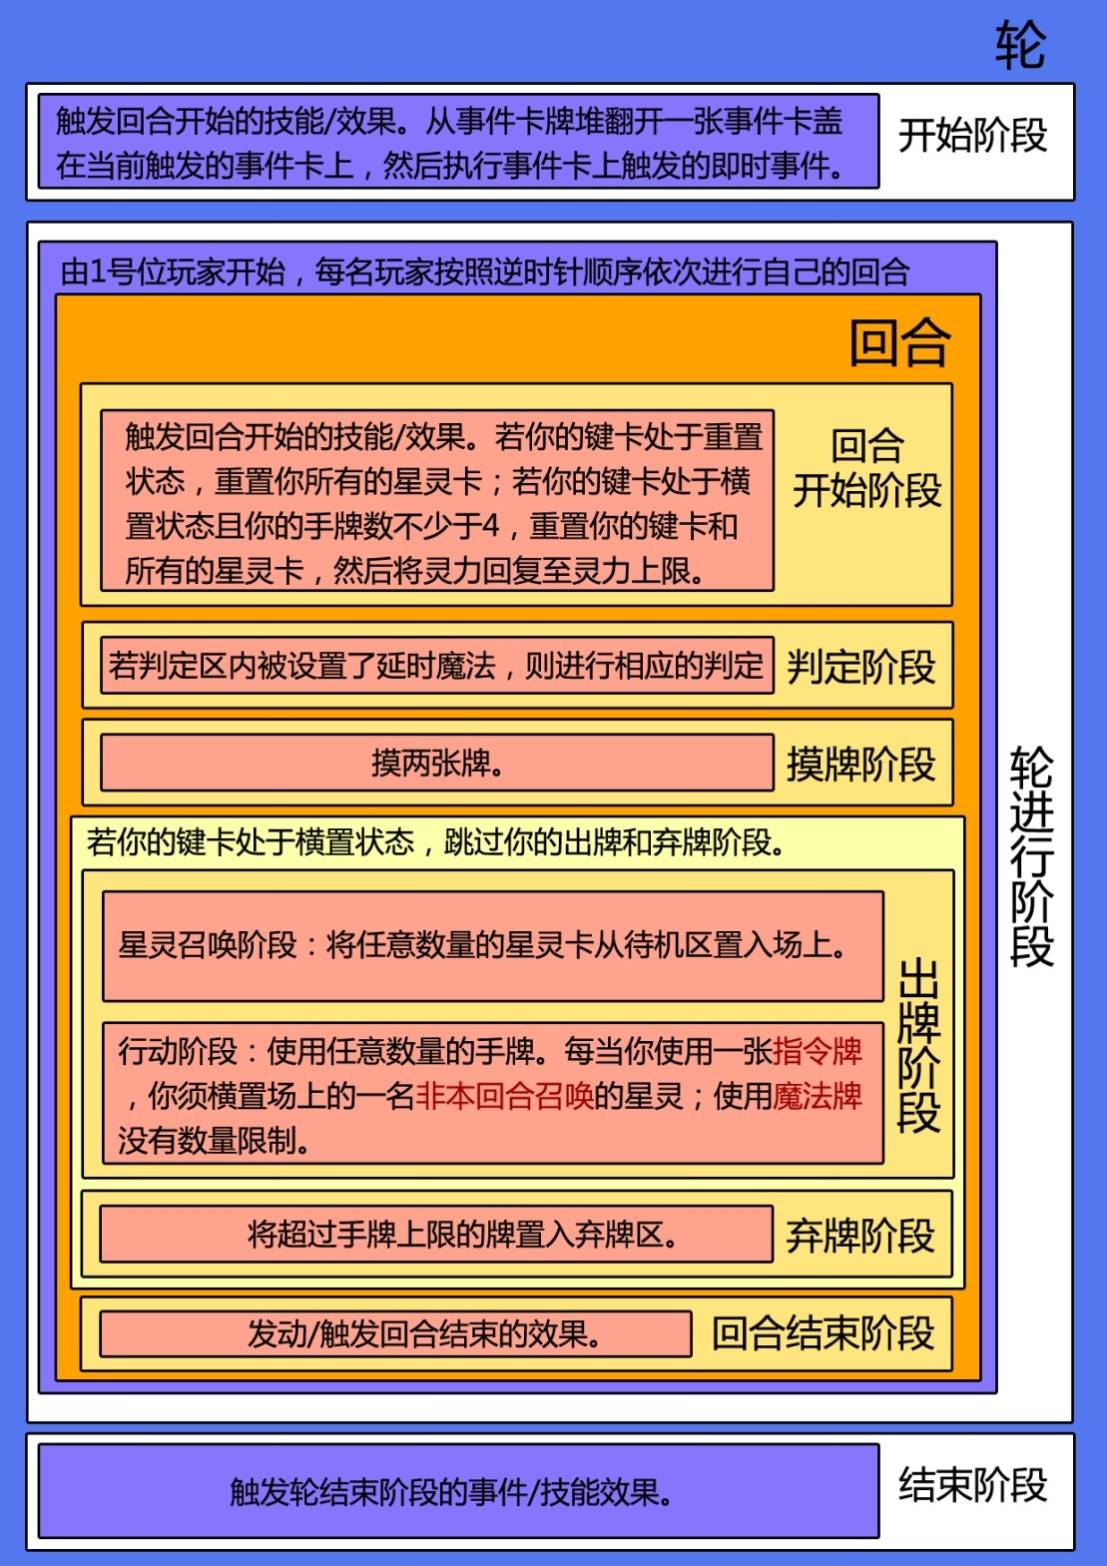 轮
触发回合开始的技能/效果。从事件卡牌堆翻开一张事件卡盖
在当前触发的事件卡上，然后执行事件卡上触发的即时事件。
开始阶段
由1号位玩家开始，每名玩家按照逆时针顺序依次进行自己的回合
回合
触发回合开始的技能/效果。若你的键卡处于重置
状态，重置你所有的星灵卡；若你的键卡处于横
置状态且你的手牌数不少于4，重置你的键卡和
所有的星灵卡，然后将灵力回复至灵力上限。
回合
开始阶段
若判定区内被设置了延时魔法，则进行相应的判定
判定阶段
摸两张牌。
摸牌阶段
若你的键卡处于横置状态，跳过你的出牌和弃牌阶段。
星灵召唤阶段：将任意数量的星灵卡从待机区置入场上。
行动阶段：使用任意数量的手牌。每当你使用一张指令牌
，你须横置场上的一名非本回合召唤的星灵；使用魔法牌
没有数量限制。
出牌阶段
将超过手牌上限的牌置入弃牌区。
弃牌阶段
发动/触发回合结束的效果。
回合结束阶段
轮进行阶段
触发轮结束阶段的事件/技能效果。
结束阶段